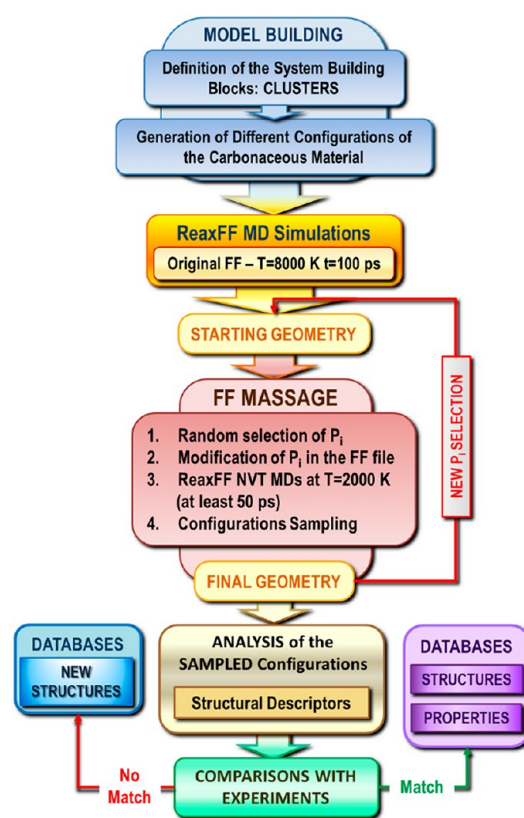 MODEL BUILDING
Definition of the System Building
Blocks: CLUSTERS
Generation of Different Configurations of
the Carbonaceous Material
ReaxFF MD Simulations
Original FF – T=8000 K t=100 ps
STARTING GEOMETRY
FF MASSAGE
1. Random selection of Pi
2. Modification of Pi in the FF file
3. ReaxFF NVT MDs at T=2000 K
(at least 50 ps)
4. Configurations Sampling
NEW Pi SELECTION
FINAL GEOMETRY
ANALYSIS of the
SAMPLED Configurations
Structural Descriptors
DATABASES
NEW
STRUCTURES
DATABASES
STRUCTURES
PROPERTIES
No
Match
COMPARISONS WITH
EXPERIMENTS
Match